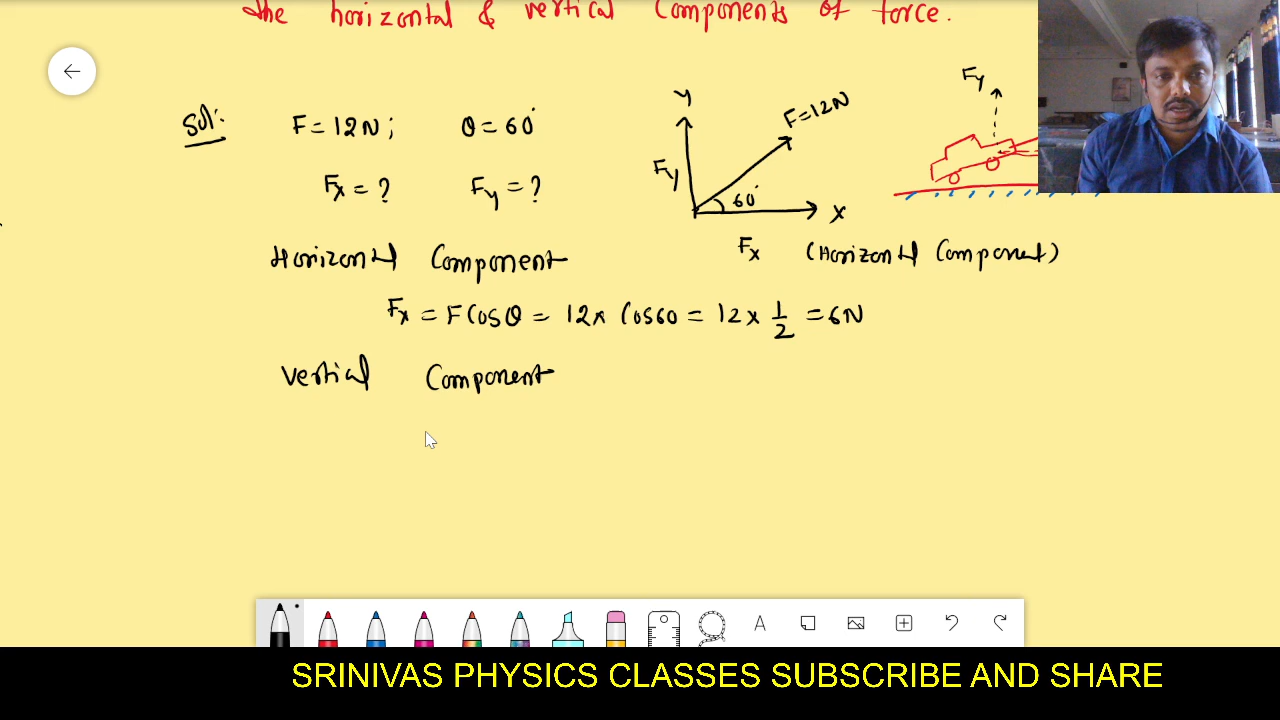 the horizontal & vertical components of force.
Sol:
F = 12N ;
θ = 60°
Fx = ?
Fy = ?
Y
F=12N
Fy
60°
X
Fx (Horizontal Component)
Fy
Horizontal Component
Fx = F Cosθ = 12 x Cos60 = 12 x 1/2 = 6N
Vertical Component
A
SRINIVAS PHYSICS CLASSES SUBSCRIBE AND SHARE